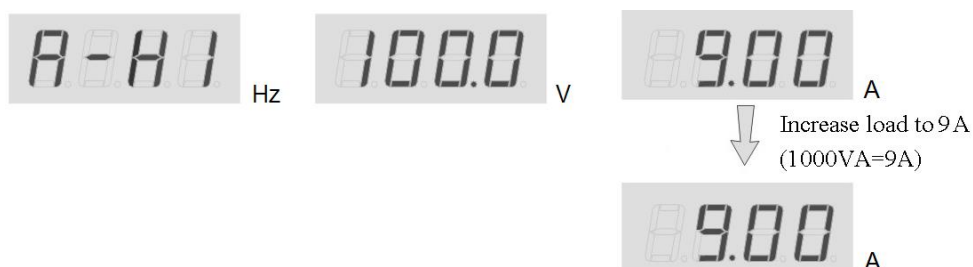 A-H1 Hz 100.0 V 9.00 A
Increase load to 9A
(1000VA=9A)
9.00 A